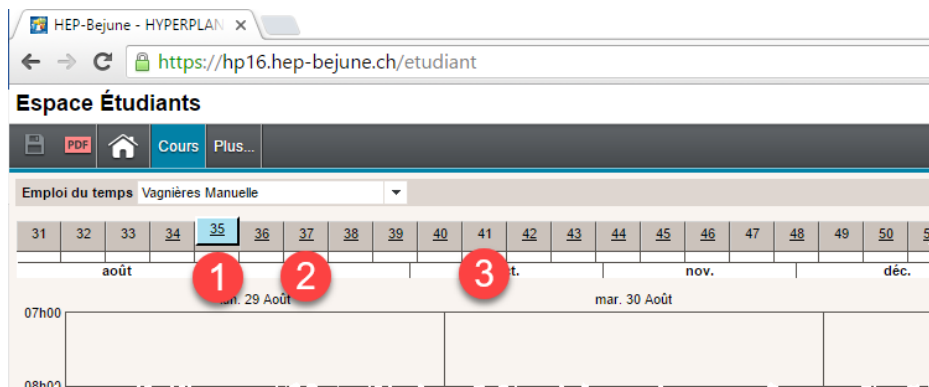 HEP-Bejune - HYPERPLAN
https://hp16.hep-bejune.ch/etudiant
Espace Étudiants
PDF Cours Plus...
Emploi du temps Vagnières Manuelle
31 32 33 34 35 36 37 38 39 40 41 42 43 44 45 46 47 48 49 50
août 1 2 3 ct. nov. déc.
29 Août mar. 30 Août
07h00
08h00